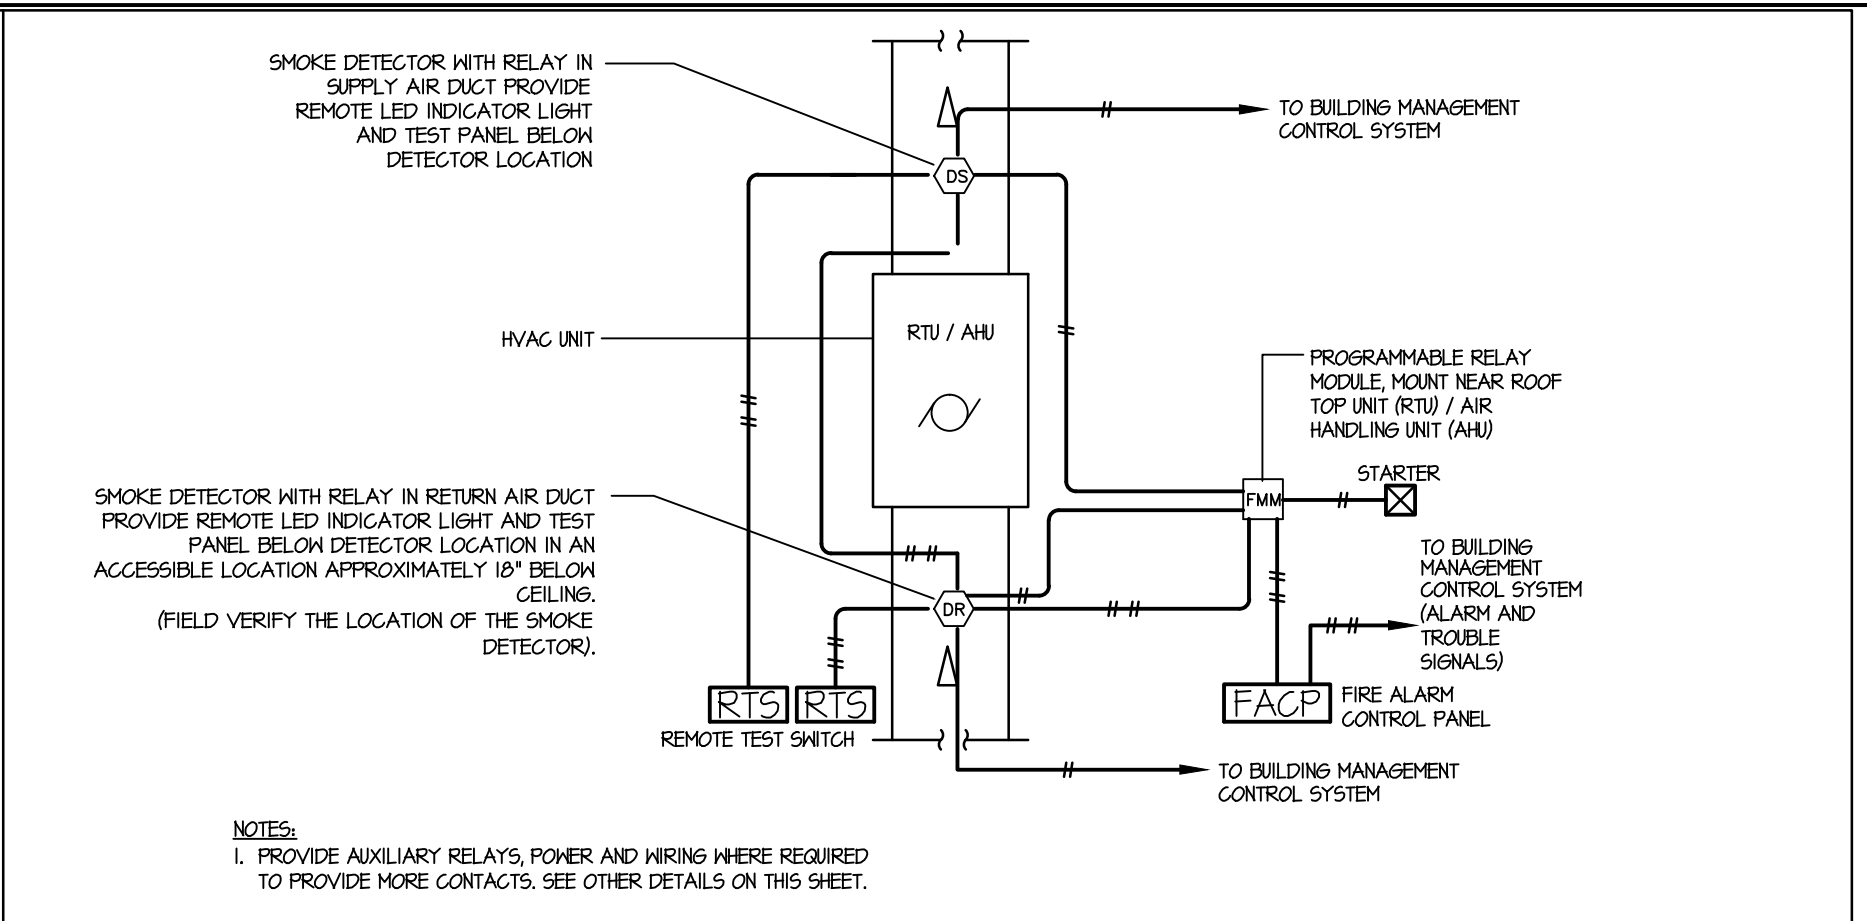 SMOKE DETECTOR WITH RELAY IN
SUPPLY AIR DUCT PROVIDE
REMOTE LED INDICATOR LIGHT
AND TEST PANEL BELOW
DETECTOR LOCATION
TO BUILDING MANAGEMENT
CONTROL SYSTEM
DS
HVAC UNIT
RTU / AHU
PROGRAMMABLE RELAY
MODULE, MOUNT NEAR ROOF
TOP UNIT (RTU) / AIR
HANDLING UNIT (AHU)
STARTER
FMM
SMOKE DETECTOR WITH RELAY IN RETURN AIR DUCT
PROVIDE REMOTE LED INDICATOR LIGHT AND TEST
PANEL BELOW DETECTOR LOCATION IN AN
ACCESSIBLE LOCATION APPROXIMATELY 18" BELOW
CEILING.
(FIELD VERIFY THE LOCATION OF THE SMOKE
DETECTOR).
DR
TO BUILDING
MANAGEMENT
CONTROL SYSTEM
(ALARM AND
TROUBLE
SIGNALS)
RTS
RTS
REMOTE TEST SWITCH
FACP
FIRE ALARM
CONTROL PANEL
TO BUILDING MANAGEMENT
CONTROL SYSTEM
NOTES:
1. PROVIDE AUXILIARY RELAYS, POWER AND WIRING WHERE REQUIRED
TO PROVIDE MORE CONTACTS. SEE OTHER DETAILS ON THIS SHEET.